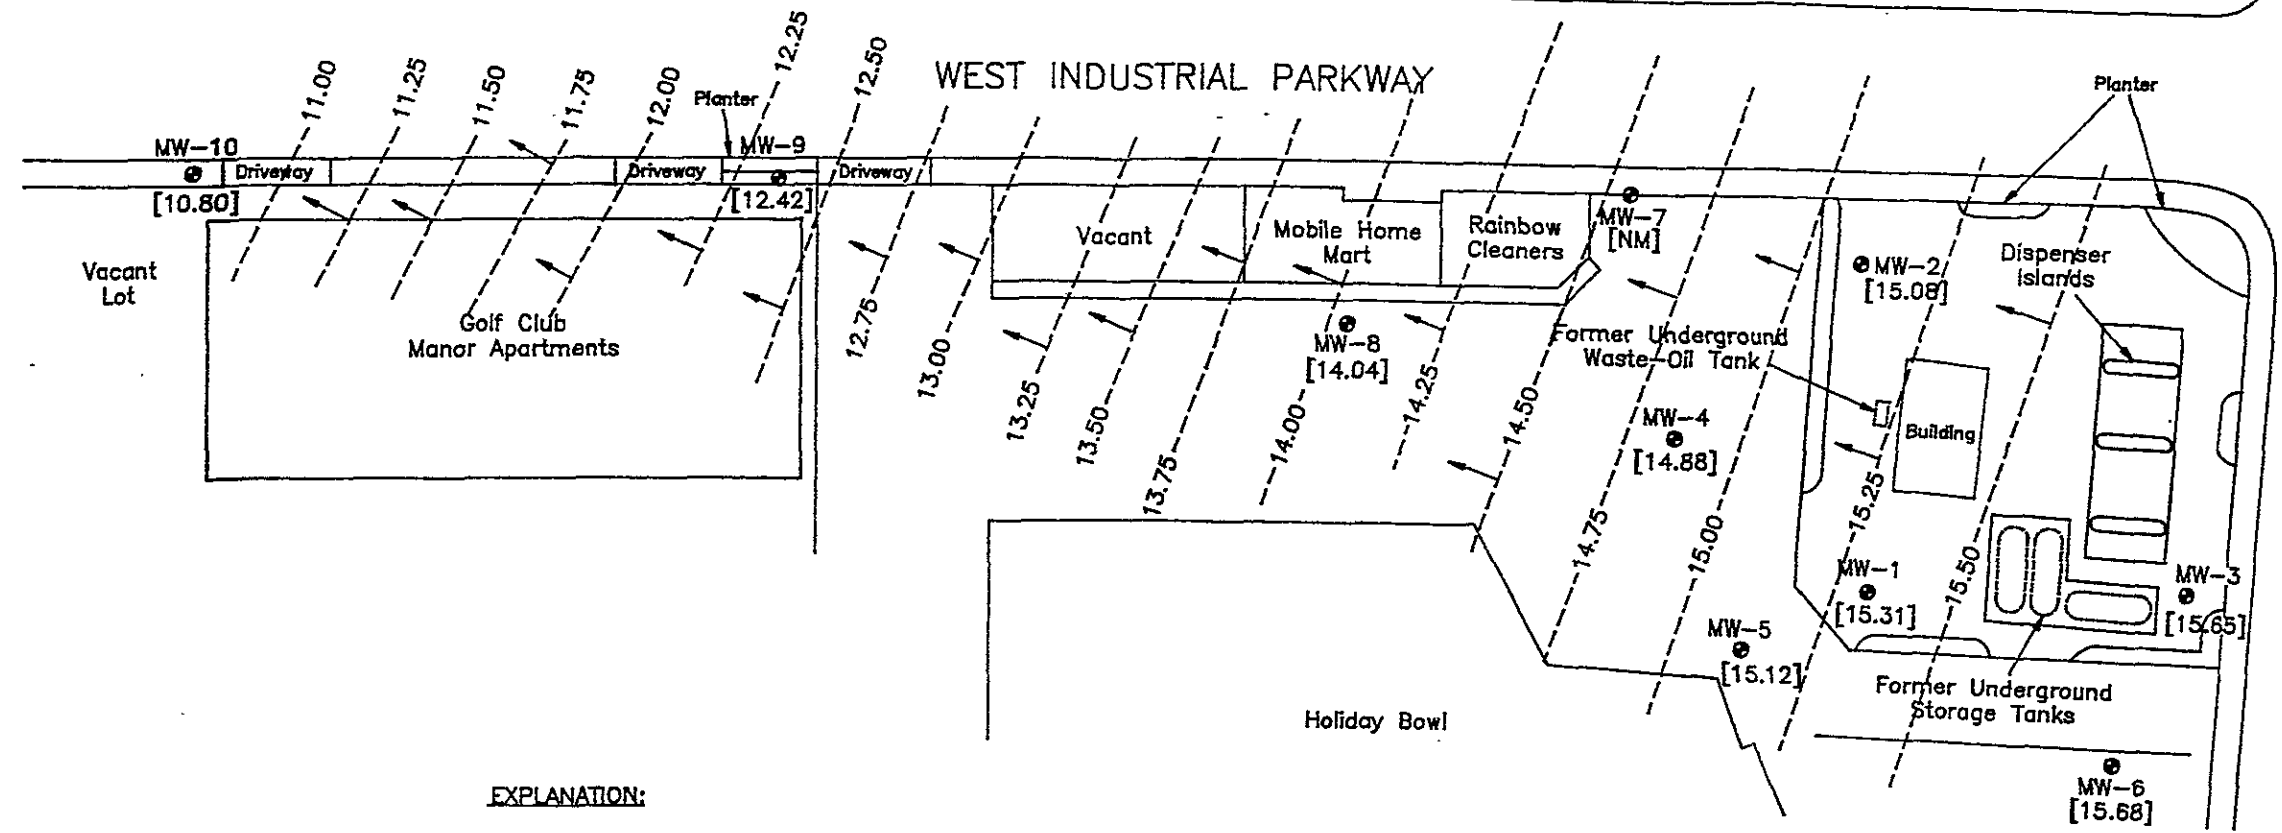 WEST INDUSTRIAL PARKWAY
11.00
11.25
11.50
11.75
12.00
12.25
12.50
Planter
Planter
MW-10
[10.80]
Driveway
Driveway
MW-9
[12.42]
Driveway
Vacant
Lot
Golf Club
Manor Apartments
Vacant
Mobile Home
Mart
Rainbow
Cleaners
MW-7
[NM]
MW-2
[15.08]
Dispenser
Islands
12.75
13.00
13.25
13.50
13.75
14.00
14.25
14.50
14.75
15.00
15.25
15.50
MW-8
[14.04]
Former Underground
Waste-Oil Tank
MW-4
[14.88]
Building
MW-1
[15.31]
MW-3
[15.65]
MW-5
[15.12]
Former Underground
Storage Tanks
Holiday Bowl
MW-6
[15.68]
EXPLANATION: